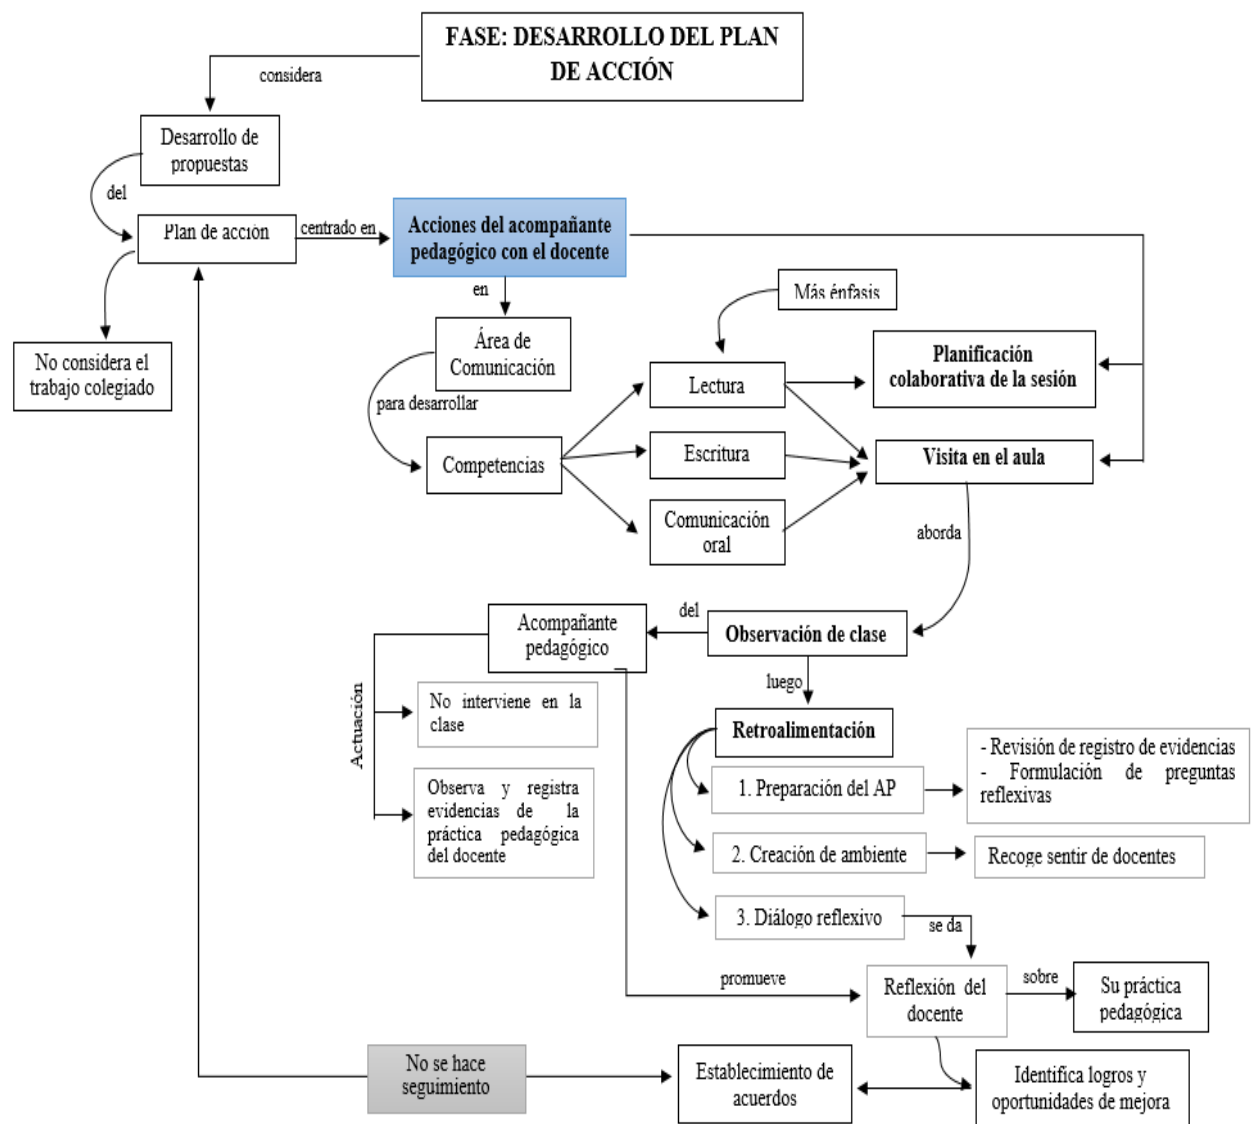 FASE: DESARROLLO DEL PLAN
DE ACCIÓN
considera
Desarrollo de
propuestas
del
Plan de acción
centrado en
Acciones del acompañante
pedagógico con el docente
en
Más énfasis
No considera el
trabajo colegiado
Área de
Comunicación
para desarrollar
Competencias
Lectura
Escritura
Comunicación
oral
Planificación
colaborativa de la sesión
Visita en el aula
aborda
Observación de clase
del
Acompañante
pedagógico
Actuación
No interviene en la
clase
Observa y registra
evidencias de la
práctica pedagógica
del docente
luego
Retroalimentación
1. Preparación del AP
- Revisión de registro de evidencias
- Formulación de preguntas
reflexivas
2. Creación de ambiente
Recoge sentir de docentes
3. Diálogo reflexivo
se da
promueve
Reflexión del
docente
sobre
Su práctica
pedagógica
No se hace
seguimiento
Establecimiento de
acuerdos
Identifica logros y
oportunidades de mejora